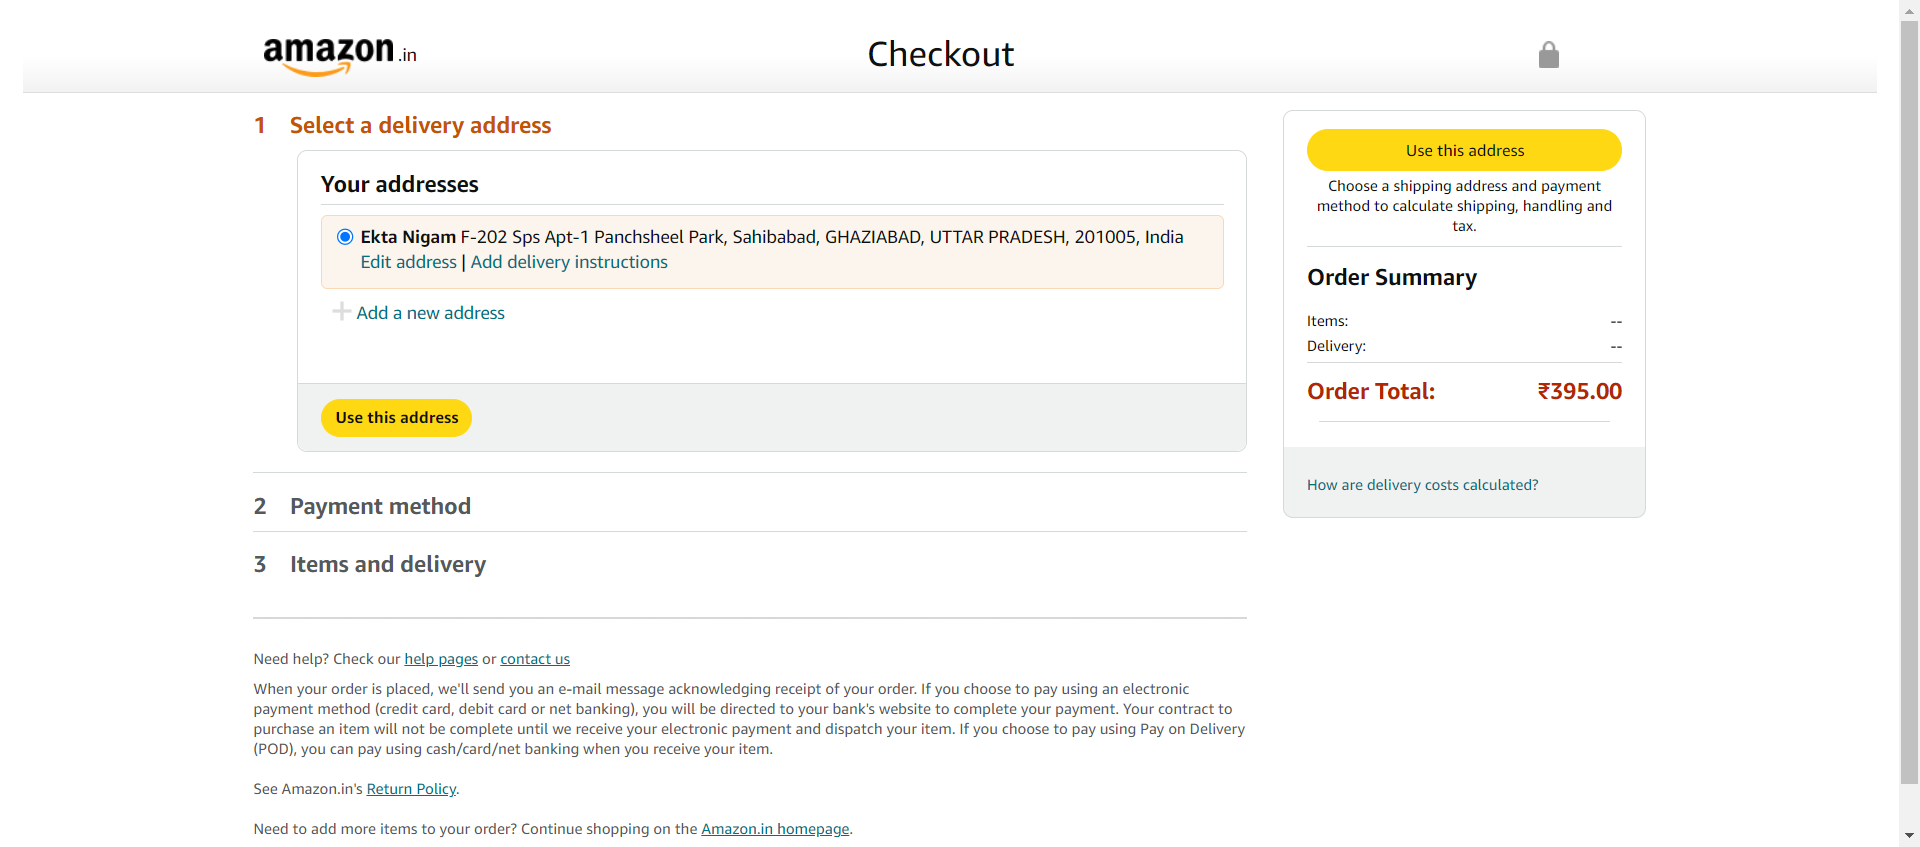 amazon.in
Checkout
1 Select a delivery address
Your addresses
Ekta Nigam F-202 Sps Apt-1 Panchsheel Park, Sahibabad, GHAZIABAD, UTTAR PRADESH, 201005, India
Edit address | Add delivery instructions
Add a new address
Use this address
2 Payment method
3 Items and delivery
Need help? Check our help pages or contact us
When your order is placed, we'll send you an e-mail message acknowledging receipt of your order. If you choose to pay using an electronic
payment method (credit card, debit card or net banking), you will be directed to your bank's website to complete your payment. Your contract to
purchase an item will not be complete until we receive your electronic payment and dispatch your item. If you choose to pay using Pay on Delivery
(POD), you can pay using cash/card/net banking when you receive your item.
See Amazon.in's Return Policy.
Need to add more items to your order? Continue shopping on the Amazon.in homepage.
Use this address
Choose a shipping address and payment
method to calculate shipping, handling and
tax.
Order Summary
Items: --
Delivery: --
Order Total: ₹395.00
How are delivery costs calculated?